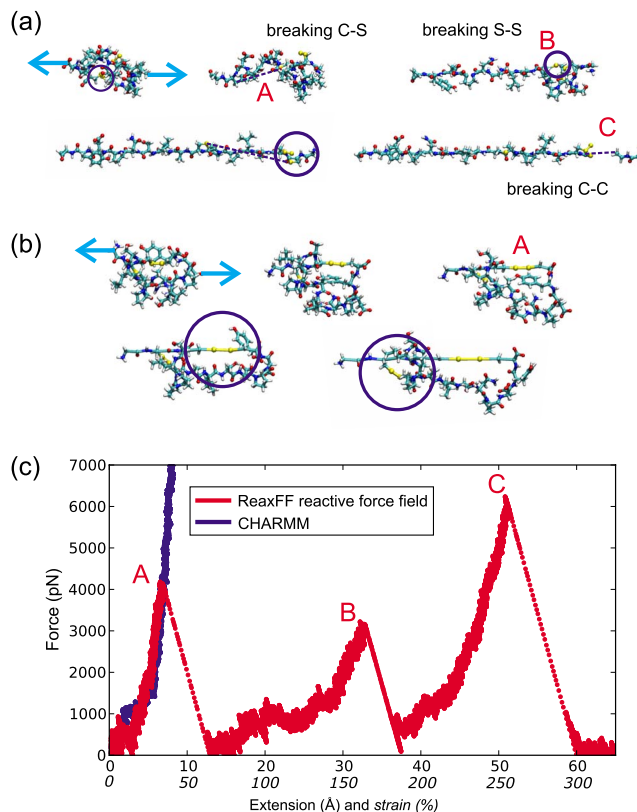 (a)
breaking C-S
breaking S-S
A
B
C
breaking C-C
(b)
A
(c)
7000
6000
5000
4000
3000
2000
1000
0
Force (pN)
ReaxFF reactive force field
CHARMM
A
B
C
0 10 20 30 40 50 60
0 50 100 150 200 250 300
Extension (Å) and strain (%)